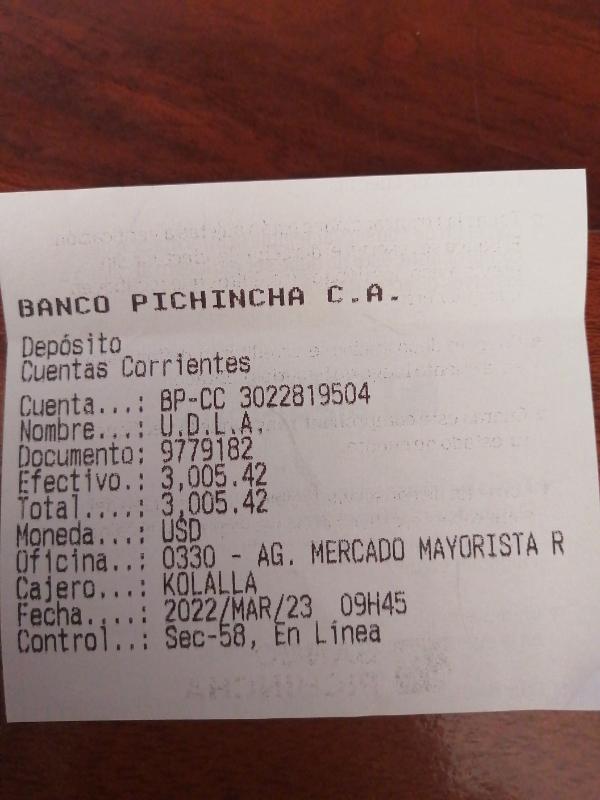 BANCO PICHINCHA C.A.
Depósito
Cuentas Corrientes
Cuenta...: BP-CC 3022819504
Nombre...: U.D.L.A.
Documento: 9779182
Efectivo.: 3,005.42
Total....: 3,005.42
Moneda...: USD
Oficina..: 0330 - AG. MERCADO MAYORISTA R
Cajero...: KOLALLA
Fecha....: 2022/MAR/23 09H45
Control..: Sec-58, En Línea